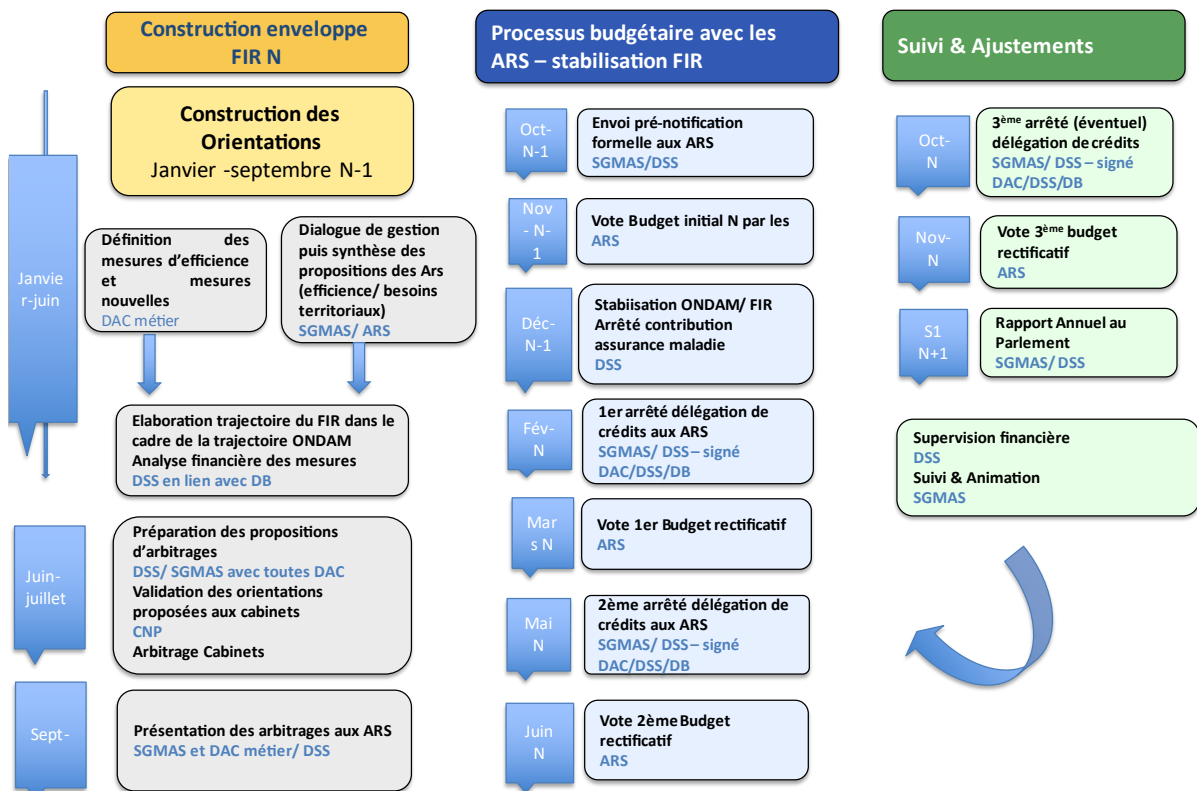 Construction enveloppe
FIR N
Construction des
Orientations
Janvier -septembre N-1
Janvie
r-juin
Définition des
mesures d'efficience
et mesures
nouvelles
DAC métier
Dialogue de gestion
puis synthèse des
propositions des Ars
(efficience/ besoins
territoriaux)
SGMAS/ ARS
Elaboration trajectoire du FIR dans le
cadre de la trajectoire ONDAM
Analyse financière des mesures
DSS en lien avec DB
Juin-
juillet
Préparation des propositions
d'arbitrages
DSS/ SGMAS avec toutes DAC
Validation des orientations
proposées aux cabinets
CNP
Arbitrage Cabinets
Sept-
Présentation des arbitrages aux ARS
SGMAS et DAC métier/ DSS
Processus budgétaire avec les
ARS – stabilisation FIR
Oct-
N-1
Envoi pré-notification
formelle aux ARS
SGMAS/DSS
Nov
- N-
1
Vote Budget initial N par les
ARS
Déc-
N-1
Stabiisation ONDAM/ FIR
Arrêté contribution
assurance maladie
DSS
Fév-
N
1er arrêté délégation de
crédits aux ARS
SGMAS/ DSS – signé
DAC/DSS/DB
Mar
s N
Vote 1er Budget rectificatif
ARS
Mai
N
2ème arrêté délégation de
crédits aux ARS
SGMAS/ DSS – signé
DAC/DSS/DB
Juin
N
Vote 2ème Budget
rectificatif
ARS
Suivi & Ajustements
Oct-
N
3ème arrêté (éventuel)
délégation de crédits
SGMAS/ DSS – signé
DAC/DSS/DB
Nov-
N
Vote 3ème budget
rectificatif
ARS
S1
N+1
Rapport Annuel au
Parlement
SGMAS/ DSS
Supervision financière
DSS
Suivi & Animation
SGMAS